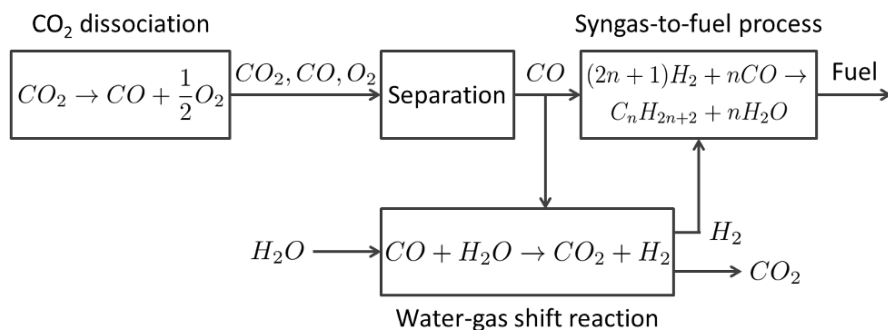 CO₂ dissociation
CO₂ → CO + 1/2 O₂
CO₂, CO, O₂
Separation
CO
Syngas-to-fuel process
(2n + 1)H₂ + nCO →
CₙH₂ₙ₊₂ + nH₂O
Fuel
H₂O
CO + H₂O → CO₂ + H₂
H₂
CO₂
Water-gas shift reaction